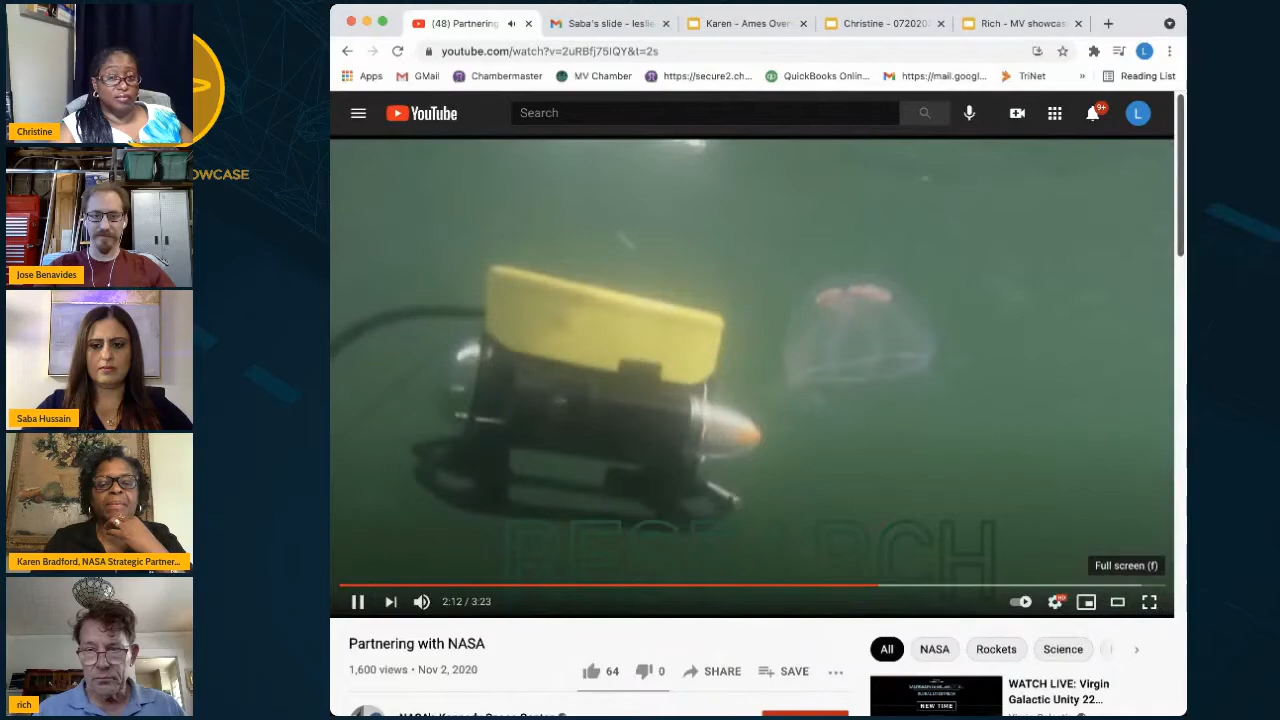 Christine
OWCASE
Jose Benavides
Saba Hussain
Karen Bradford, NASA Strategic Partner...
rich
(48) Partnering
Saba's slide - leslie
Karen - Ames Over
Christine - 072020
Rich - MV showcas
youtube.com/watch?v=2uRBfj75IQY&t=2s
L
Apps
GMail
Chambermaster
MV Chamber
https://secure2.ch...
QuickBooks Onlin...
https://mail.googl...
TriNet
»
Reading List
YouTube
Search
9+
L
RESEARCH
Full screen (f)
2:12 / 3:23
HD
Partnering with NASA
1,600 views • Nov 2, 2020
64
0
SHARE
SAVE
All
NASA
Rockets
Science
NEW TIME
WATCH LIVE: Virgin
Galactic Unity 22...